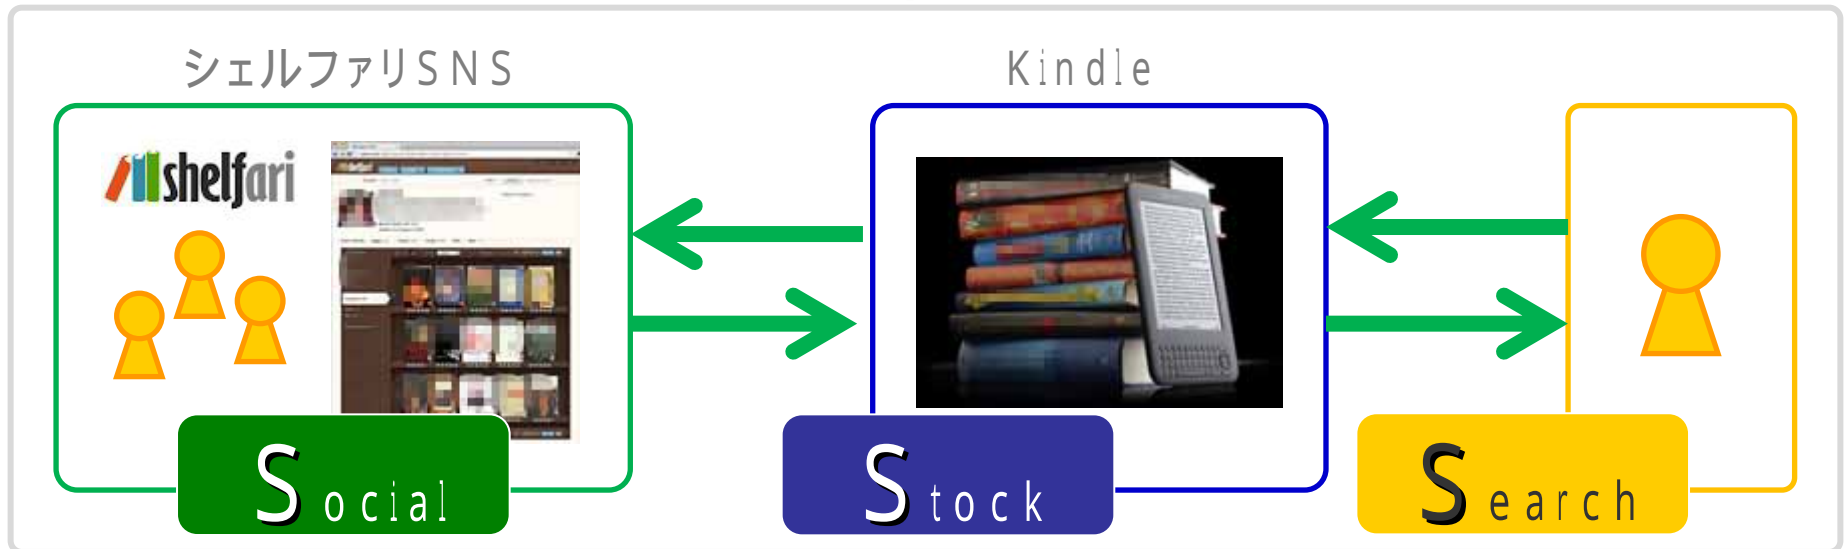 シェルファリSNS
Kindle
shelfari
Social
Stock
Search